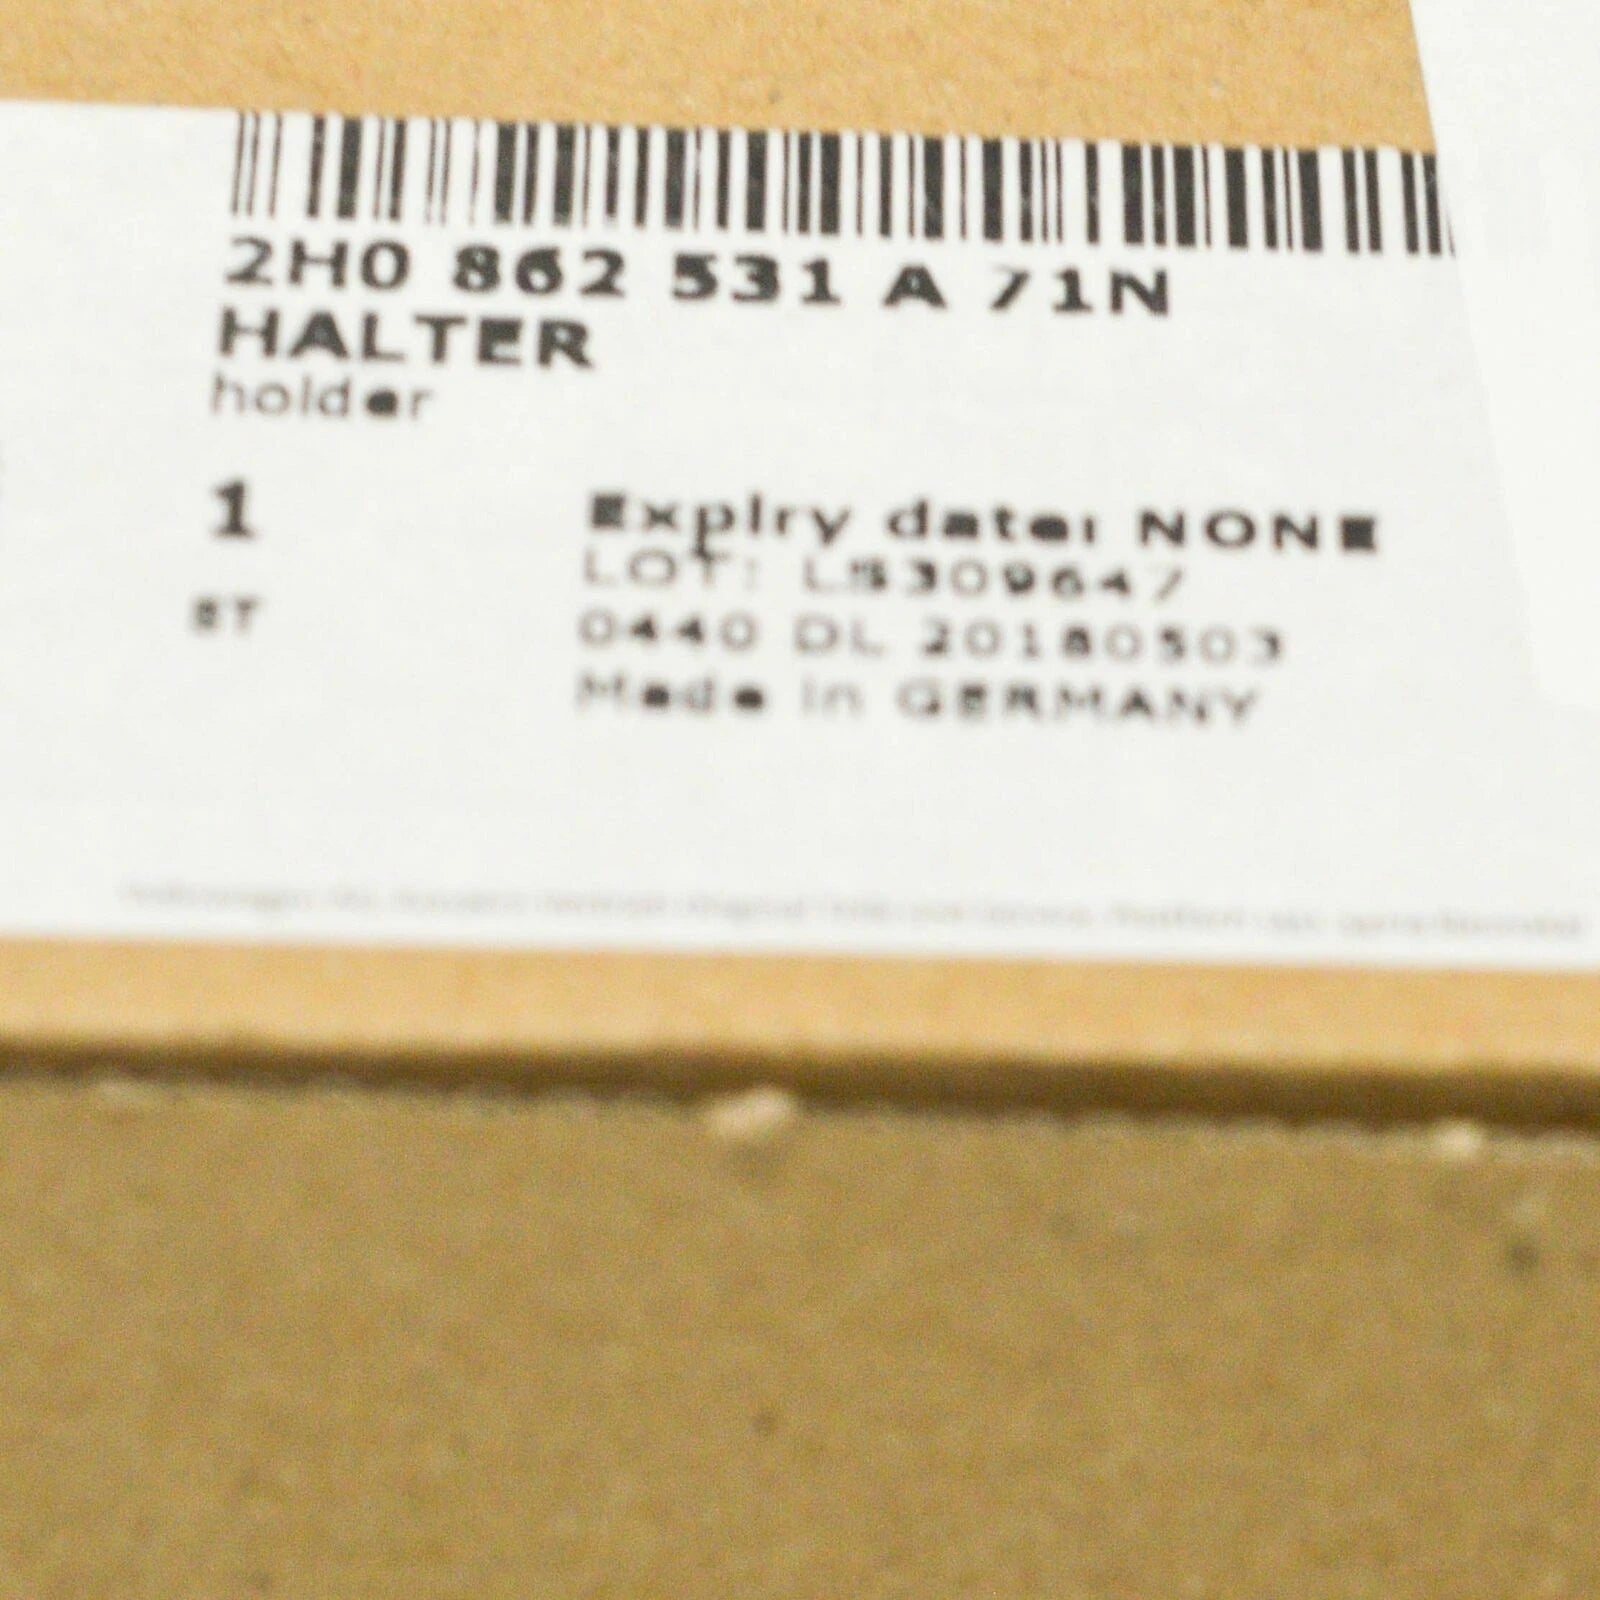 2H0 862 531 A 71N
HALTER
holder
1
ST
Expiry date: NONE
LOT: LS309647
0440 DL 20180503
Made in GERMANY